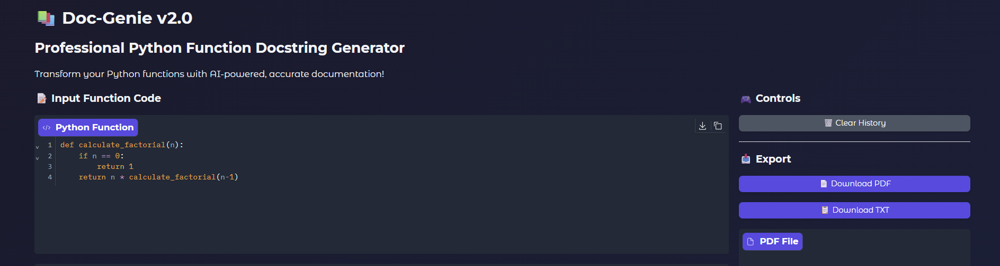 Doc-Genie v2.0
Professional Python Function Docstring Generator
Transform your Python functions with AI-powered, accurate documentation!
Input Function Code
Python Function
1 def calculate_factorial(n):
2     if n == 0:
3         return 1
4     return n * calculate_factorial(n-1)
Controls
Clear History
Export
Download PDF
Download TXT
PDF File